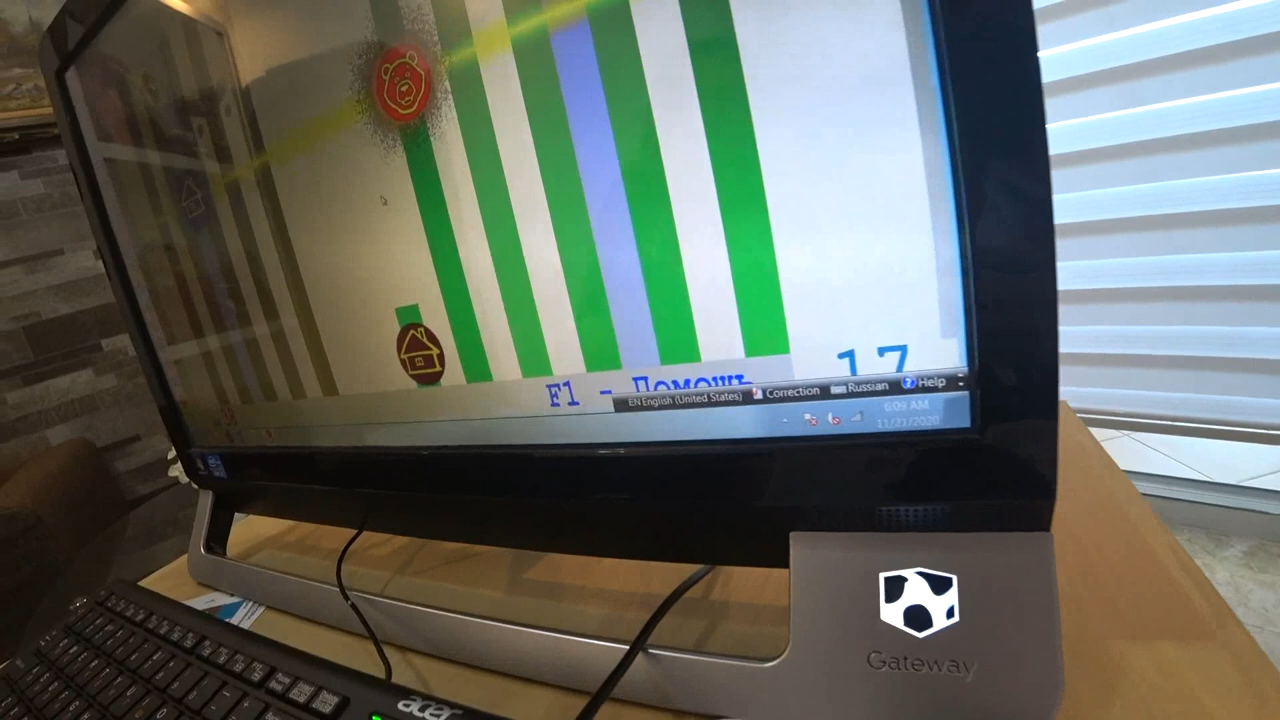 17
F1 - Помощь
EN English (United States) Correction Russian Help
6:09 AM
11/21/2020
Gateway
acer